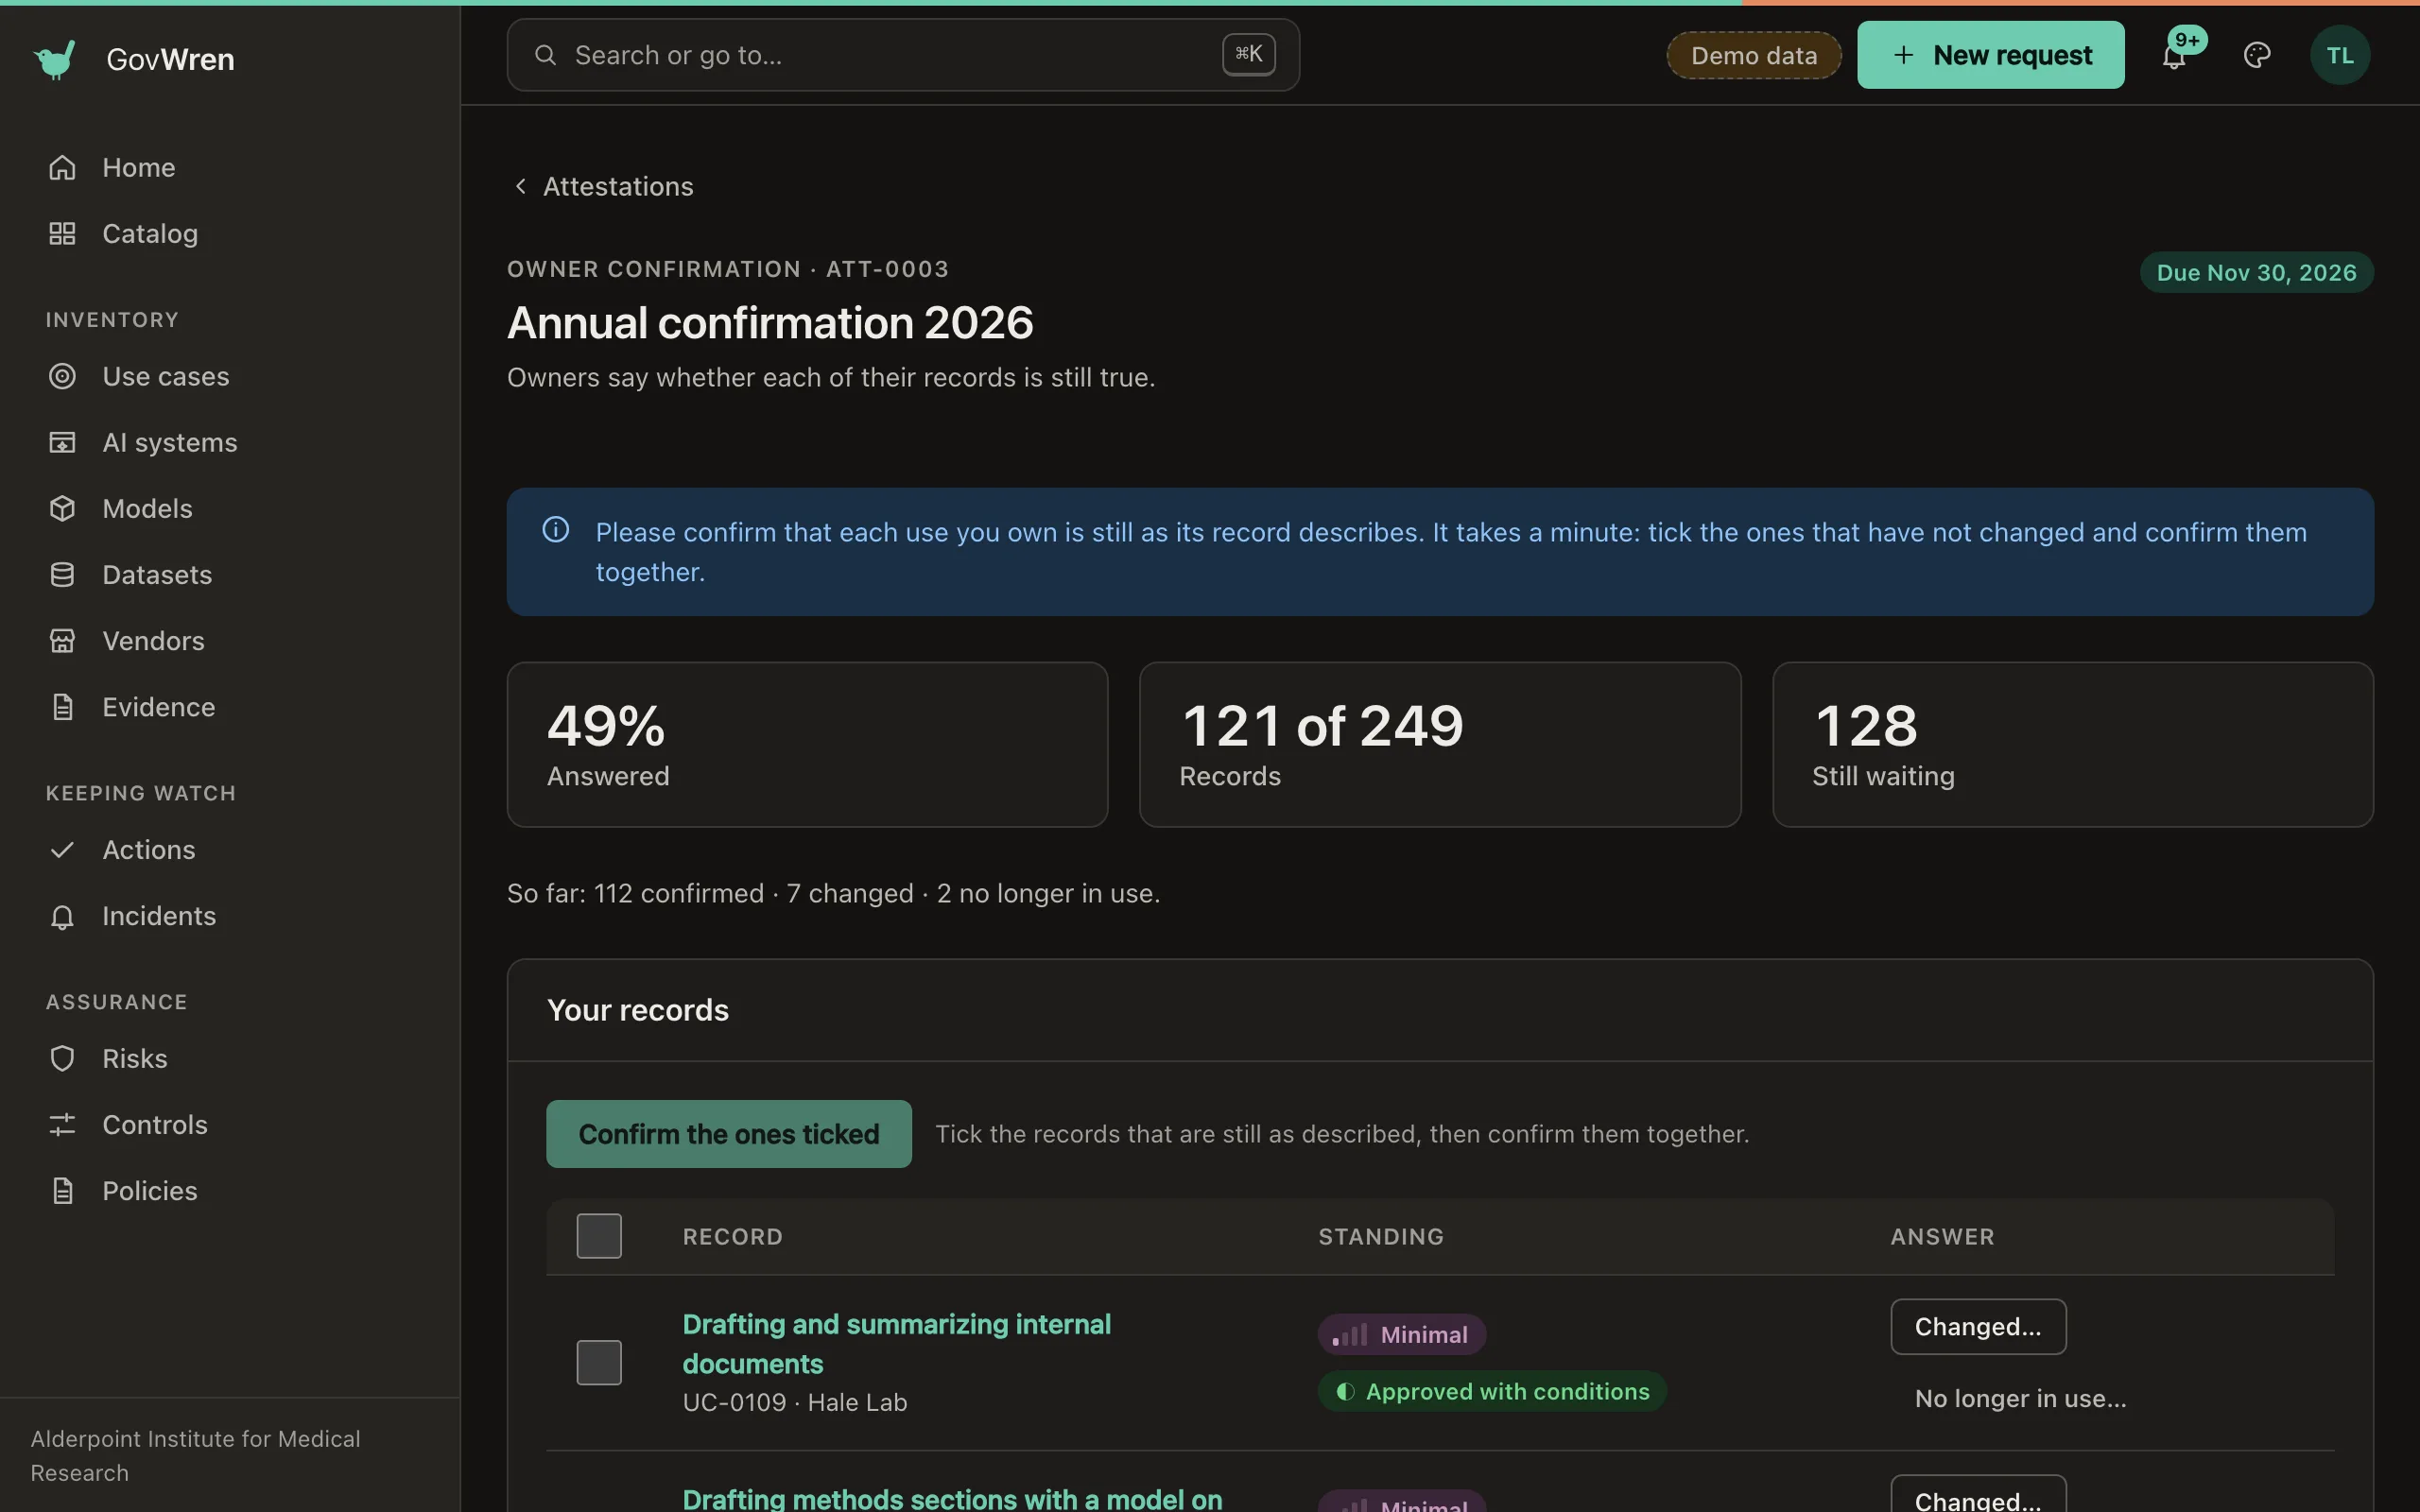 GovWren
Search or go to...
⌘K
Demo data
+ New request
9+
TL
Home
Catalog
INVENTORY
Use cases
AI systems
Models
Datasets
Vendors
Evidence
KEEPING WATCH
Actions
Incidents
ASSURANCE
Risks
Controls
Policies
Alderpoint Institute for Medical
Research
Attestations
OWNER CONFIRMATION · ATT-0003
Due Nov 30, 2026
Annual confirmation 2026
Owners say whether each of their records is still true.
Please confirm that each use you own is still as its record describes. It takes a minute: tick the ones that have not changed and confirm them
together.
49%
Answered
121 of 249
Records
128
Still waiting
So far: 112 confirmed · 7 changed · 2 no longer in use.
Your records
Confirm the ones ticked
Tick the records that are still as described, then confirm them together.
RECORD
STANDING
ANSWER
Drafting and summarizing internal
documents
UC-0109 · Hale Lab
Minimal
Approved with conditions
Changed...
No longer in use...
Drafting methods sections with a model on
Minimal
Changed...